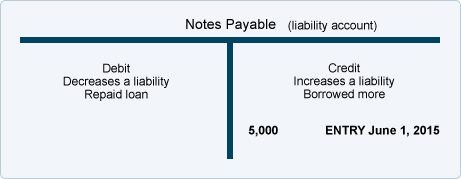 Notes Payable (liability account)
Debit
Decreases a liability
Repaid loan
Credit
Increases a liability
Borrowed more
5,000 ENTRY June 1, 2015